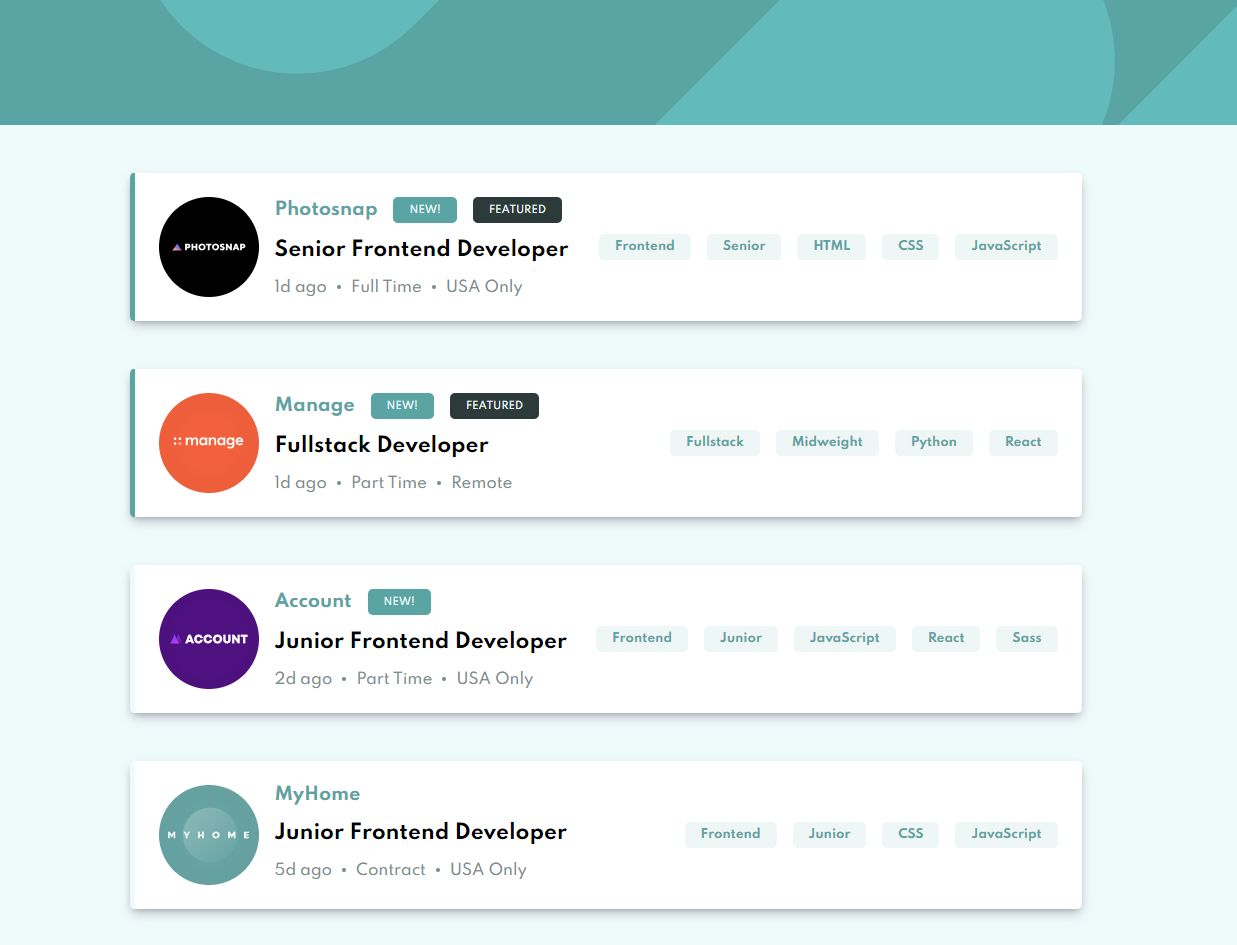 PHOTOSNAP
Photosnap NEW! FEATURED
Senior Frontend Developer
1d ago • Full Time • USA Only
Frontend Senior HTML CSS JavaScript
manage
Manage NEW! FEATURED
Fullstack Developer
1d ago • Part Time • Remote
Fullstack Midweight Python React
ACCOUNT
Account NEW!
Junior Frontend Developer
2d ago • Part Time • USA Only
Frontend Junior JavaScript React Sass
MYHOME
MyHome
Junior Frontend Developer
5d ago • Contract • USA Only
Frontend Junior CSS JavaScript